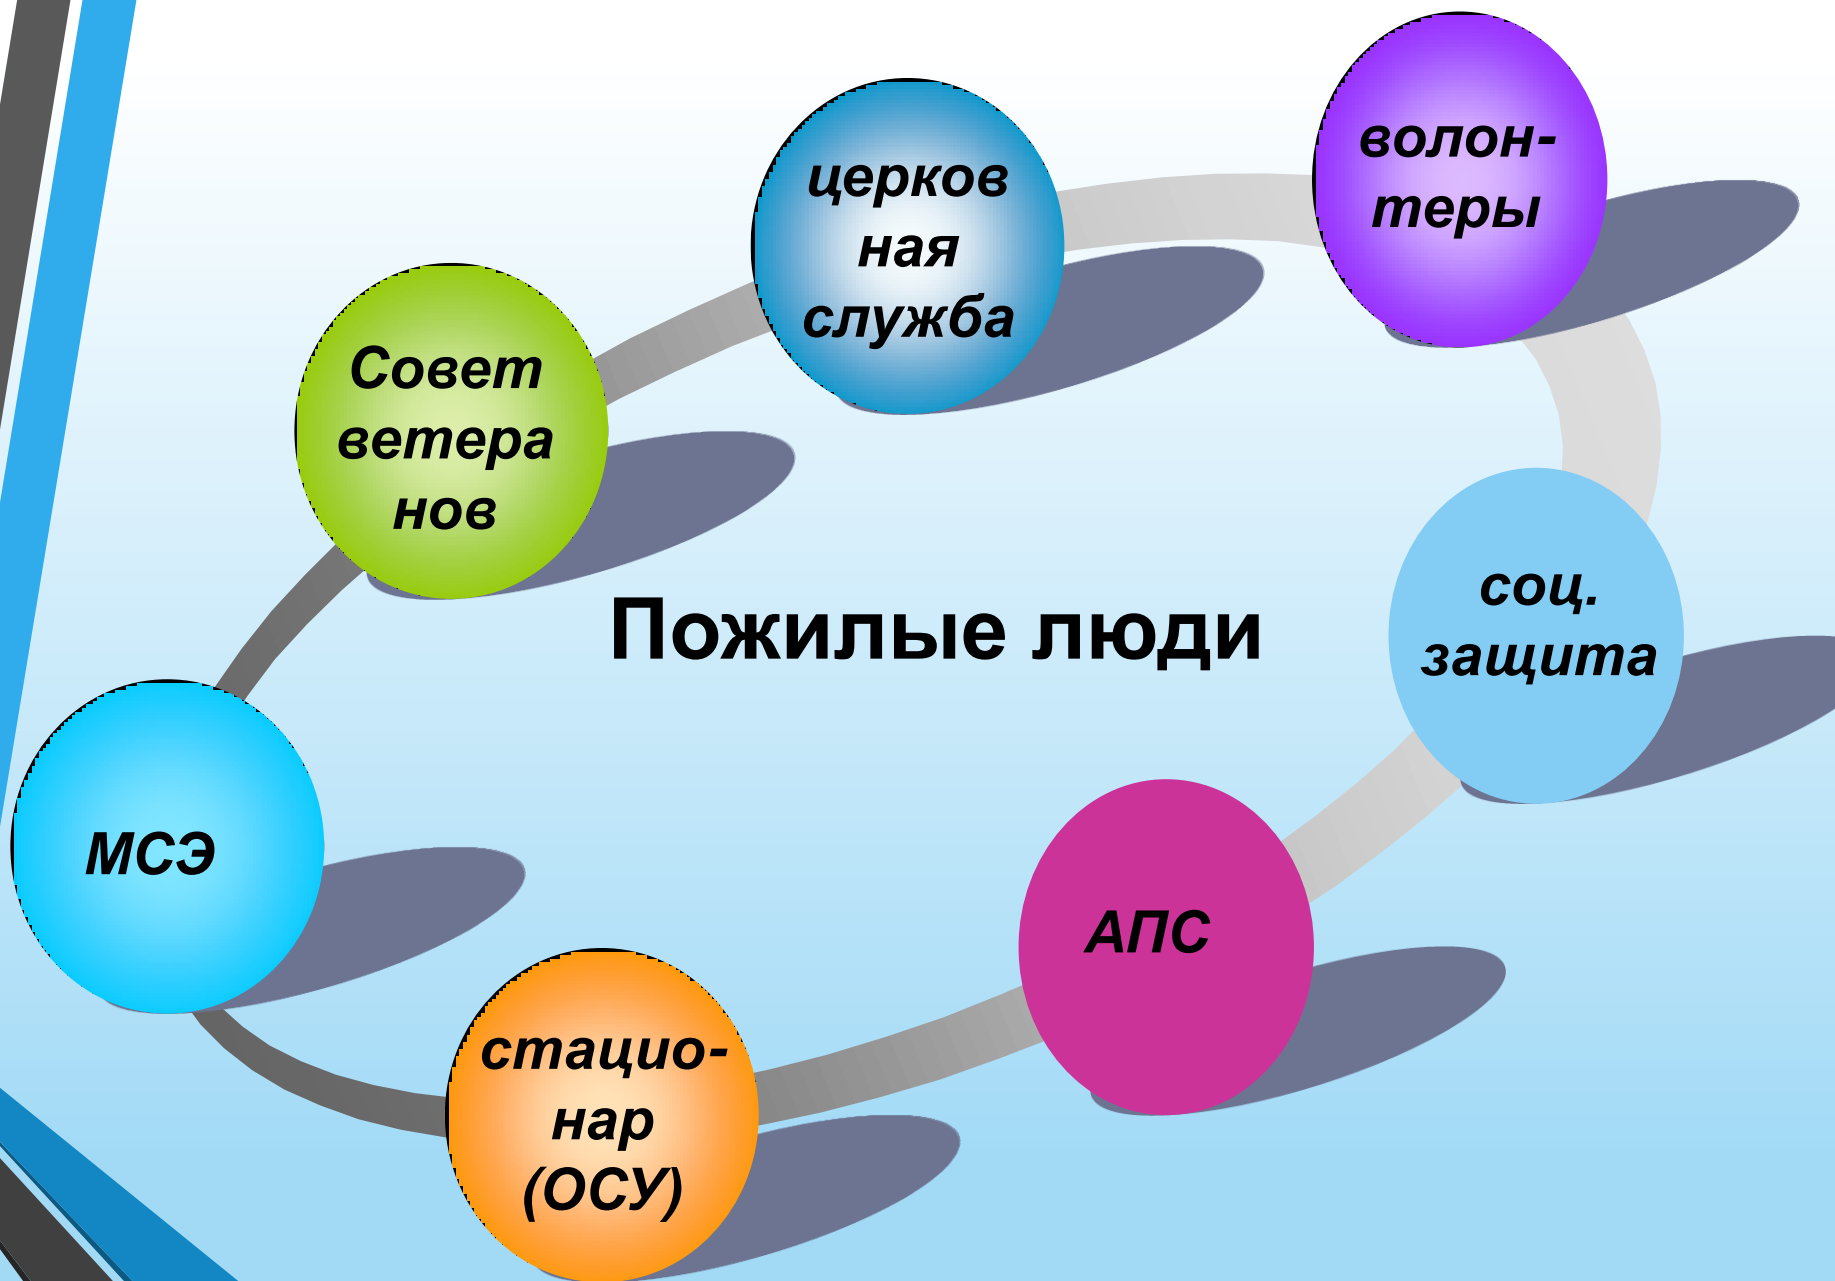 волон-
теры
церков
ная
служба
Совет
ветера
нов
Пожилые люди
соц.
защита
МСЭ
АПС
стацио-
нар
(ОСУ)